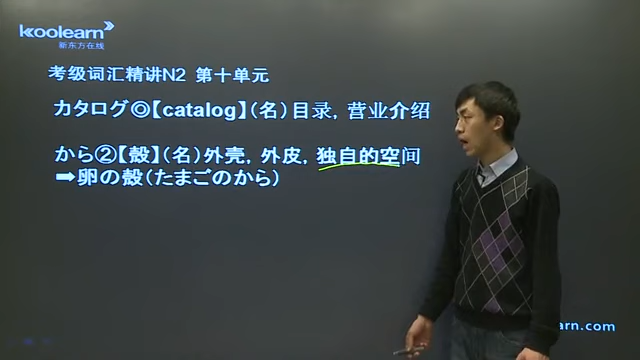 koolearn
新东方在线
考级词汇精讲N2 第十单元
カタログ◎【catalog】（名）目录，营业介绍
から②【殻】（名）外壳，外皮，独自的空间
➡卵の殻（たまごのから）
arn.com